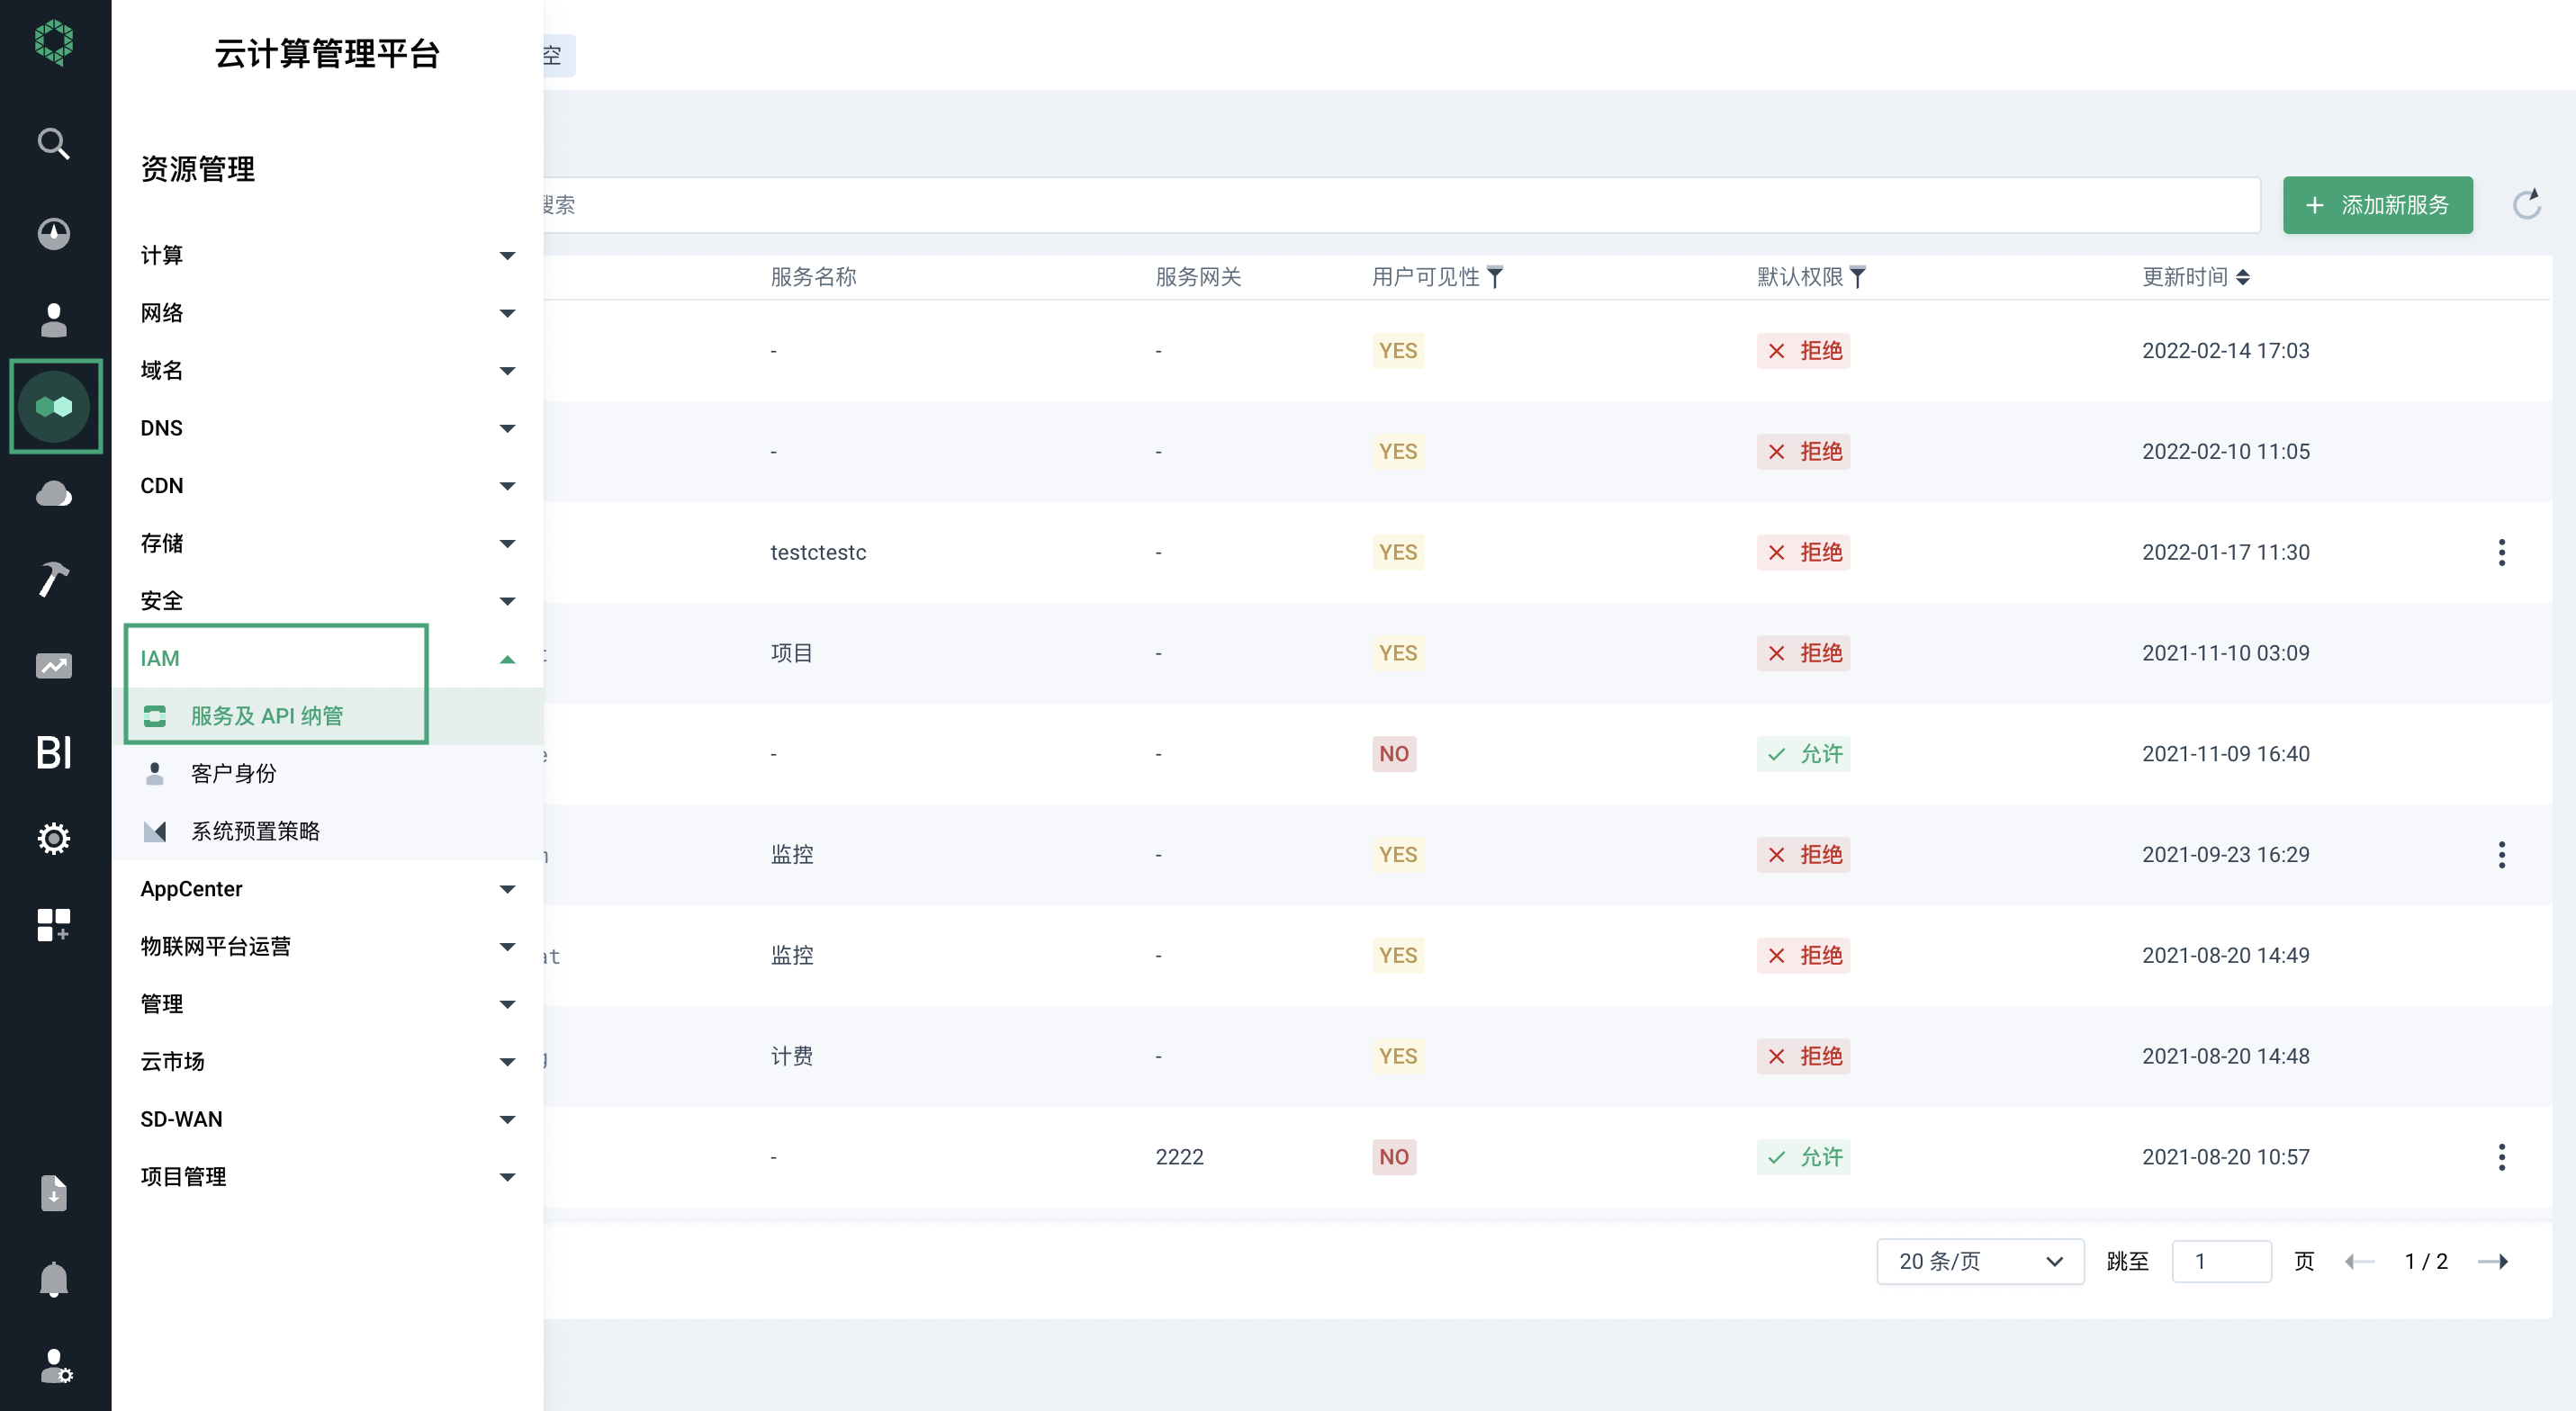 云计算管理平台
空
资源管理
计算
网络
域名
DNS
CDN
存储
安全
IAM
服务及 API 纳管
客户身份
系统预置策略
AppCenter
物联网平台运营
管理
云市场
SD-WAN
项目管理
BI
搜索
+ 添加新服务
服务名称 服务网关 用户可见性 默认权限 更新时间
- - YES 拒绝 2022-02-14 17:03
- - YES 拒绝 2022-02-10 11:05
testctestc - YES 拒绝 2022-01-17 11:30
项目 - YES 拒绝 2021-11-10 03:09
- - NO 允许 2021-11-09 16:40
监控 - YES 拒绝 2021-09-23 16:29
at 监控 - YES 拒绝 2021-08-20 14:49
计费 - YES 拒绝 2021-08-20 14:48
- 2222 NO 允许 2021-08-20 10:57
20 条/页 跳至 1 页 1 / 2